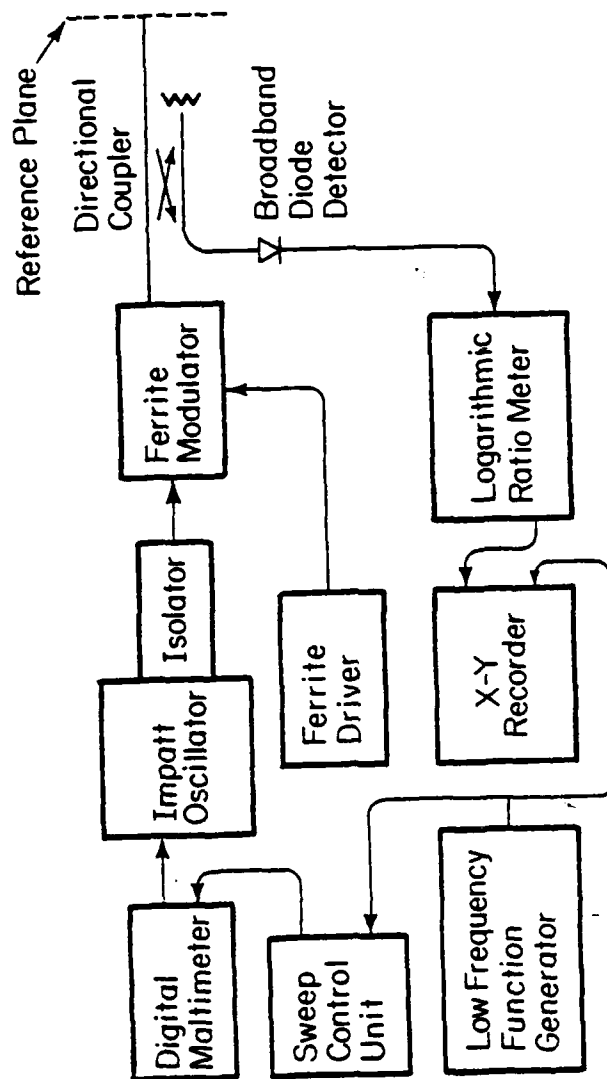 Reference Plane
Directional
Coupler
Broadband
Diode
Detector
Ferrite
Modulator
Isolator
Impatt
Oscillator
Digital
Maltimeter
Ferrite
Driver
Sweep
Control
Unit
Logarithmic
Ratio Meter
X-Y
Recorder
Low Frequency
Function
Generator